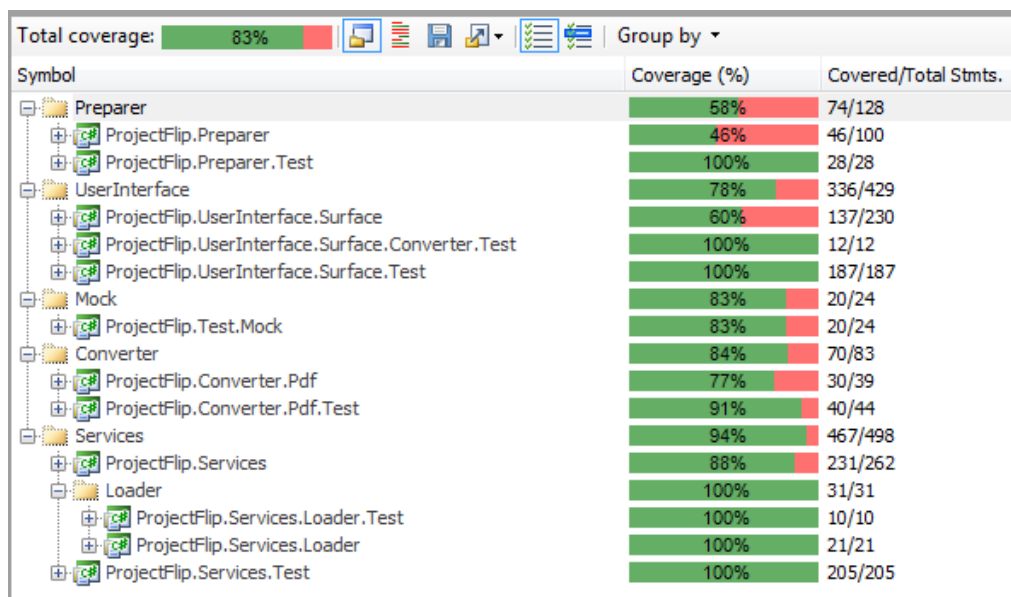 Total coverage: 83% Group by
Symbol Coverage (%) Covered/Total Stmts.
Preparer 58% 74/128
ProjectFlip.Preparer 46% 46/100
ProjectFlip.Preparer.Test 100% 28/28
UserInterface 78% 336/429
ProjectFlip.UserInterface.Surface 60% 137/230
ProjectFlip.UserInterface.Surface.Converter.Test 100% 12/12
ProjectFlip.UserInterface.Surface.Test 100% 187/187
Mock 83% 20/24
ProjectFlip.Test.Mock 83% 20/24
Converter 84% 70/83
ProjectFlip.Converter.Pdf 77% 30/39
ProjectFlip.Converter.Pdf.Test 91% 40/44
Services 94% 467/498
ProjectFlip.Services 88% 231/262
Loader 100% 31/31
ProjectFlip.Services.Loader.Test 100% 10/10
ProjectFlip.Services.Loader 100% 21/21
ProjectFlip.Services.Test 100% 205/205